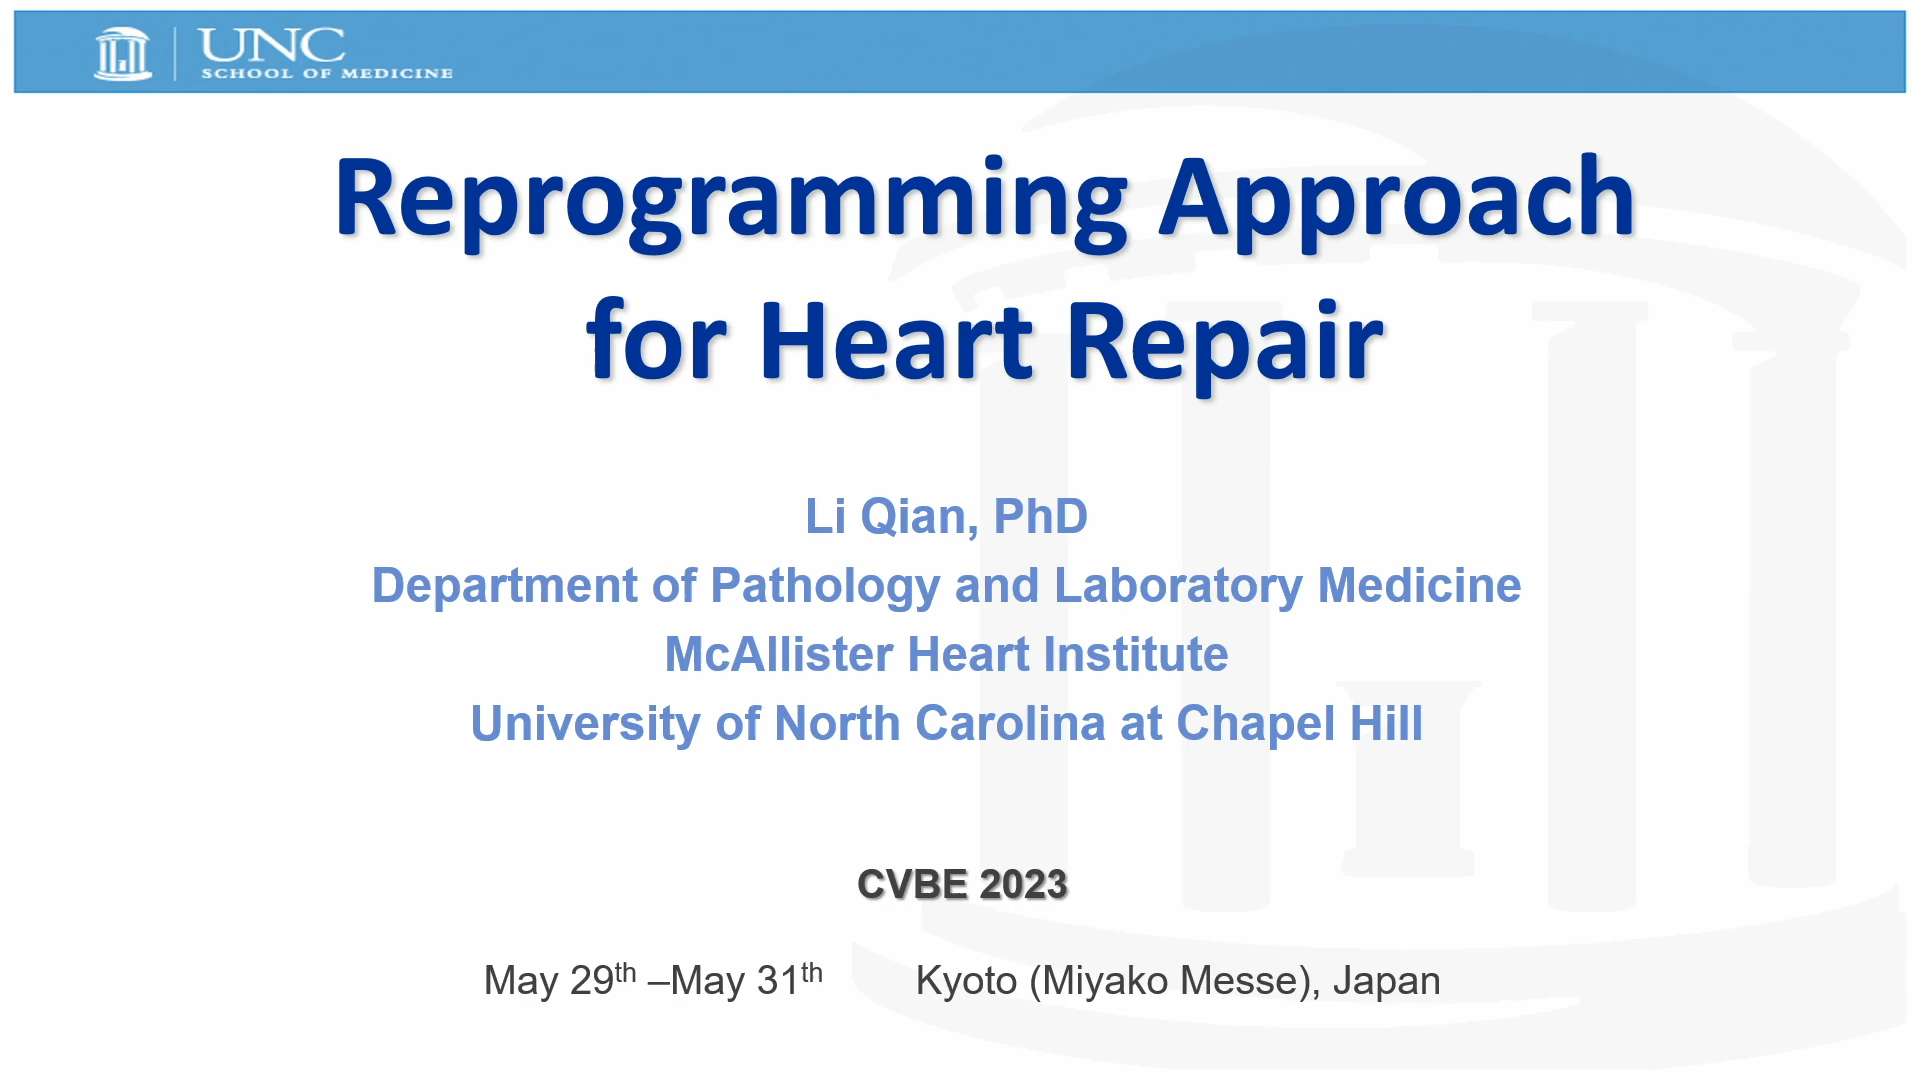 UNC
SCHOOL OF MEDICINE
Reprogramming Approach
for Heart Repair
Li Qian, PhD
Department of Pathology and Laboratory Medicine
McAllister Heart Institute
University of North Carolina at Chapel Hill
CVBE 2023
May 29th –May 31th Kyoto (Miyako Messe), Japan